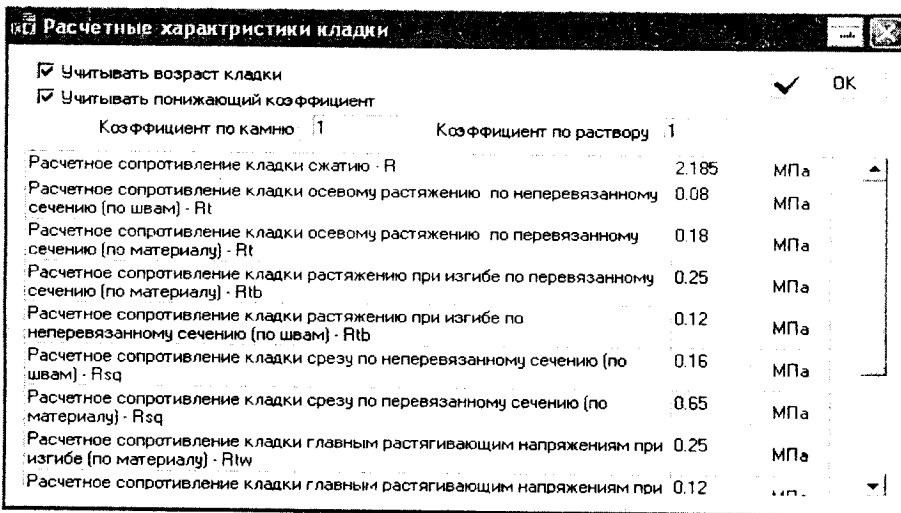 Расчетные характристики кладки
Учитывать возраст кладки
OK
Учитывать понижающий коэффициент
Коэффициент по камню 1 Коэффициент по раствору 1
Расчетное сопротивление кладки сжатию - R 2.185 МПа
Расчетное сопротивление кладки осевому растяжению по неперевязанному 0.08 МПа
сечению (по швам) - Rt
Расчетное сопротивление кладки осевому растяжению по перевязанному 0.18 МПа
сечению (по материалу) - Rt
Расчетное сопротивление кладки растяжению при изгибе по перевязанному 0.25 МПа
сечению (по материалу) - Rtb
Расчетное сопротивление кладки растяжению при изгибе по 0.12 МПа
неперевязанному сечению (по швам) - Rtb
Расчетное сопротивление кладки срезу по неперевязанному сечению (по 0.16 МПа
швам) - Rsq
Расчетное сопротивление кладки срезу по перевязанному сечению (по 0.65 МПа
материалу) - Rsq
Расчетное сопротивление кладки главным растягивающим напряжениям при 0.25 МПа
изгибе (по материалу) - Rtw
Расчетное сопротивление кладки главным растягивающим напряжениям при 0.12